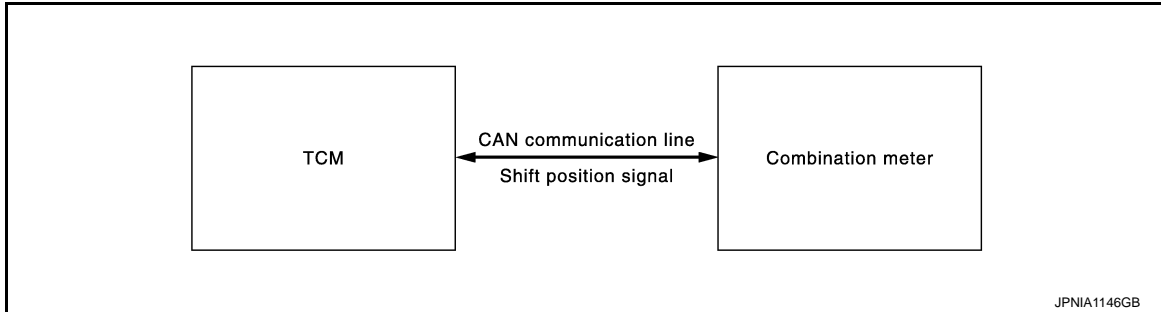 TCM
CAN communication line
Shift position signal
Combination meter
JPNIA1146GB